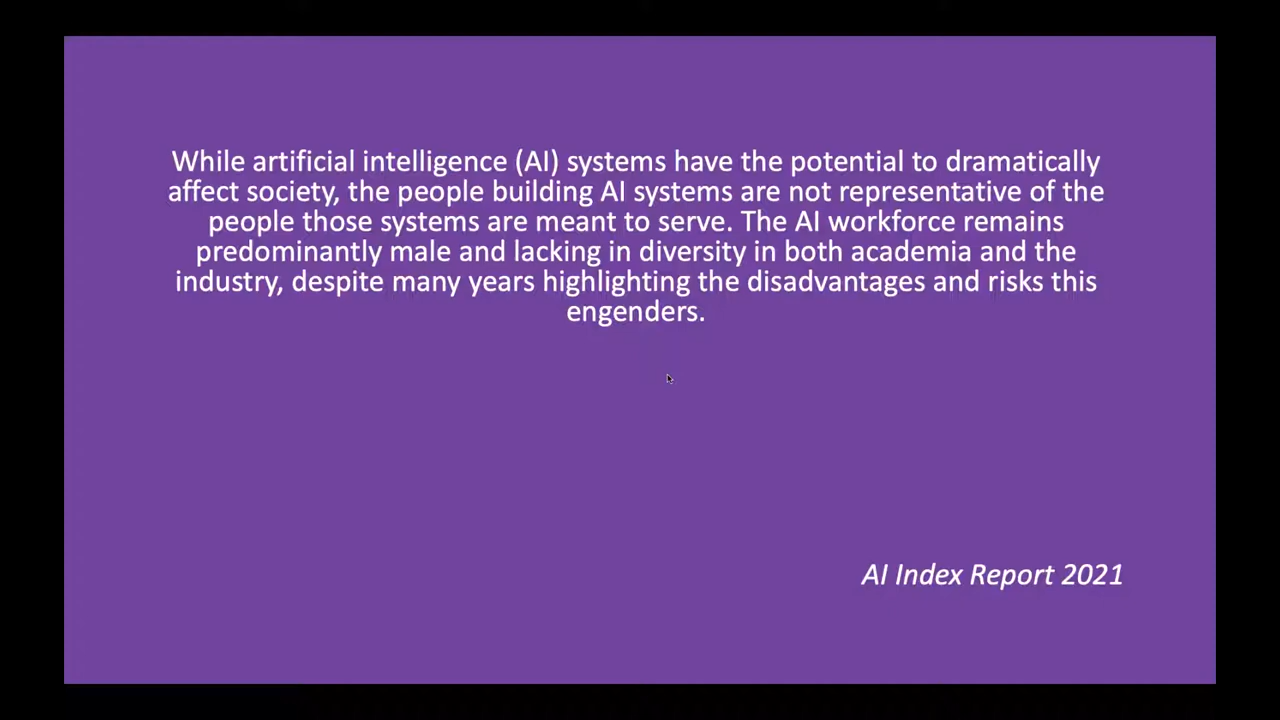 While artificial intelligence (AI) systems have the potential to dramatically
affect society, the people building AI systems are not representative of the
people those systems are meant to serve. The AI workforce remains
predominantly male and lacking in diversity in both academia and the
industry, despite many years highlighting the disadvantages and risks this
engenders.
AI Index Report 2021